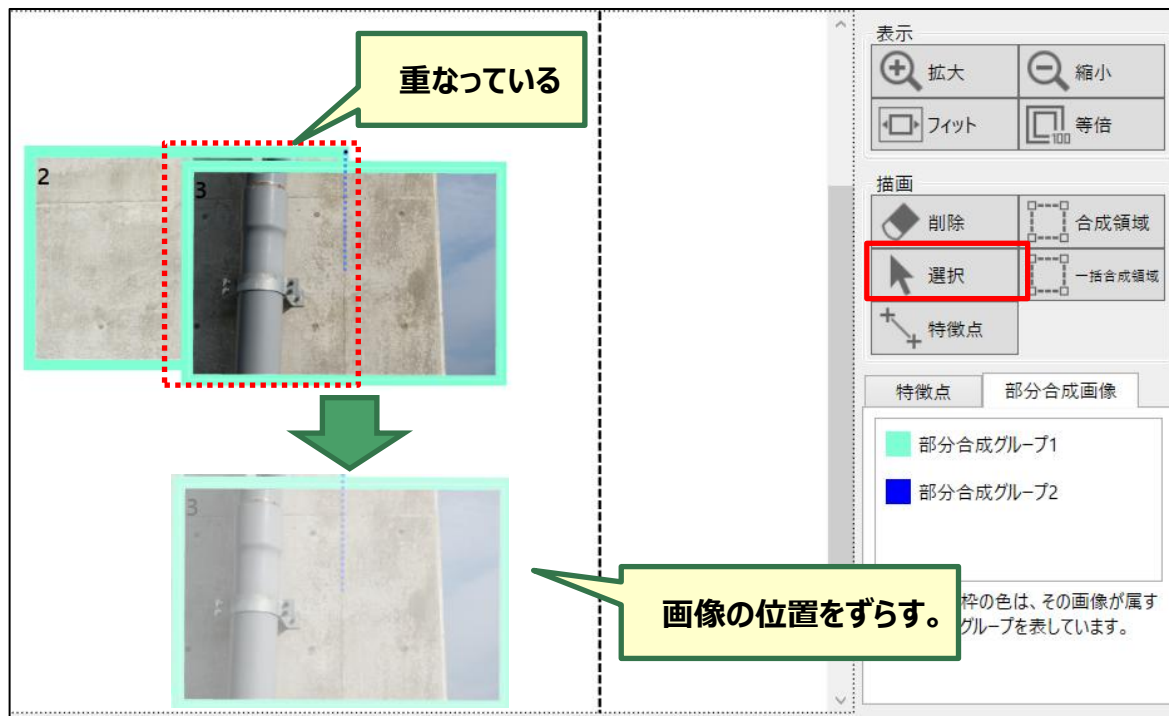 重なっている
2
3
3
画像の位置をずらす。
表示
拡大
縮小
フィット
100
等倍
描画
削除
合成領域
選択
一括合成領域
特徴点
特徴点
部分合成画像
部分合成グループ1
部分合成グループ2
枠の色は、その画像が属す
グループを表しています。